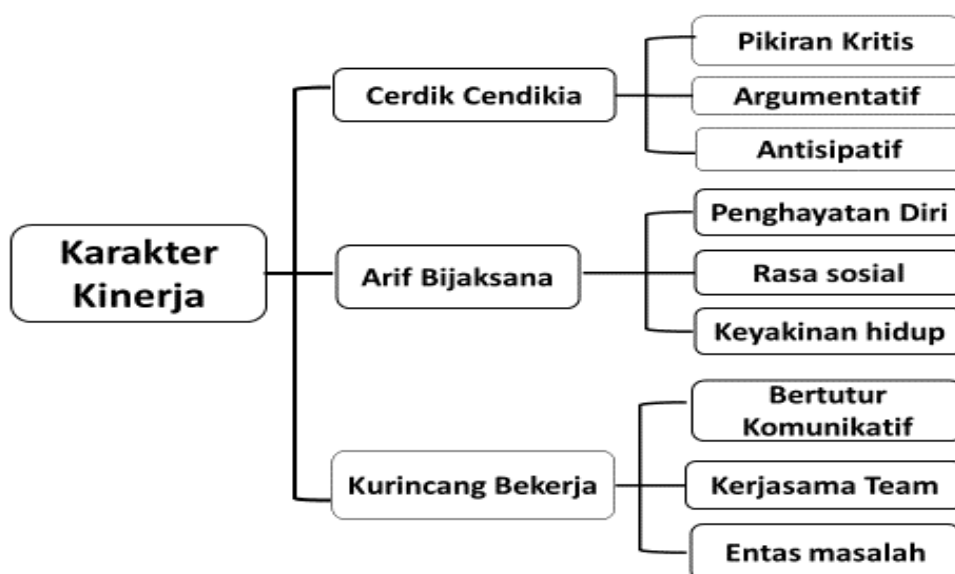 Karakter
Kinerja
Cerdik Cendikia
Pikiran Kritis
Argumentatif
Antisipatif
Arif Bijaksana
Penghayatan Diri
Rasa sosial
Keyakinan hidup
Kurincang Bekerja
Bertutur
Komunikatif
Kerjasama Team
Entas masalah